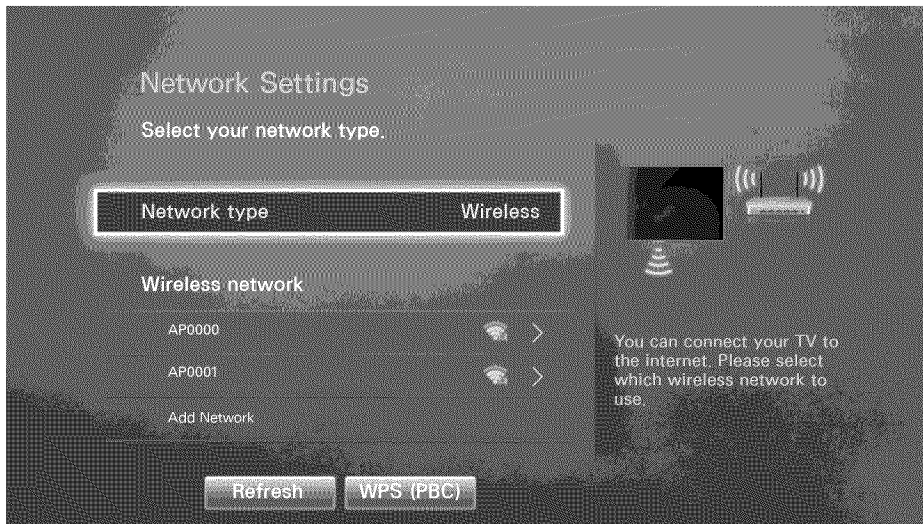 Network Settings
Select your network type.
Network type Wireless
Wireless network
AP0000
AP0001
Add Network
You can connect your TV to
the internet. Please select
which wireless network to
use.
Refresh WPS (PBC)